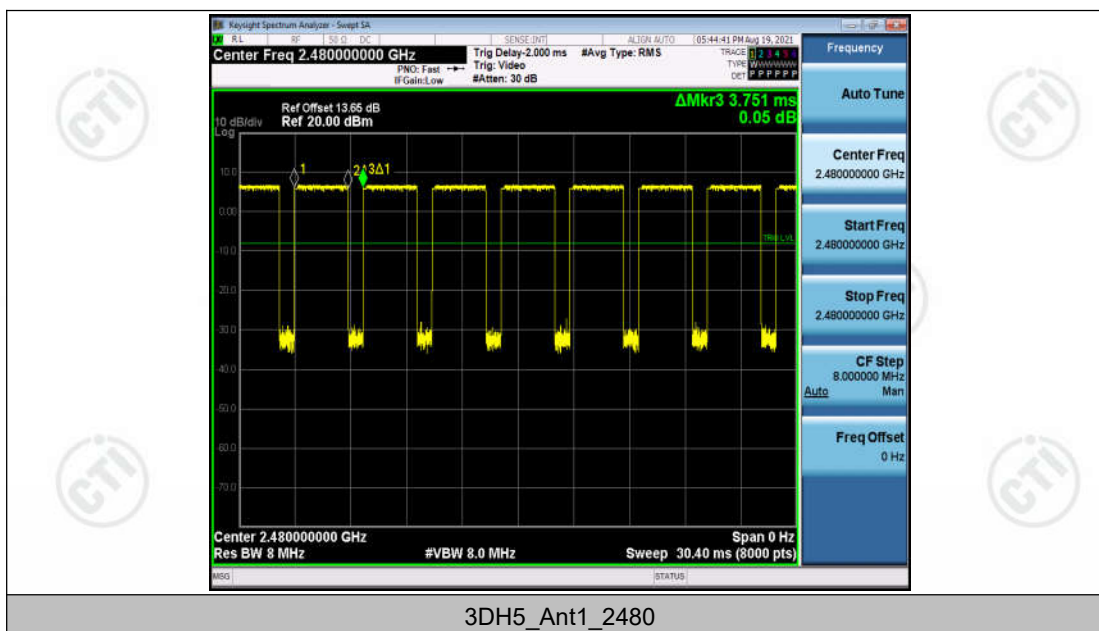 Keysight Spectrum Analyzer - Swept SA
RL RF 50 Ω DC SENSE:INT ALIGN AUTO 05:44:41 PM Aug 19, 2021
Center Freq 2.480000000 GHz
PNO: Fast
IFGain:Low
Trig Delay-2.000 ms
Trig: Video
#Atten: 30 dB
#Avg Type: RMS
TRACE 1 2 3 4 5 6
TYPE WWWWWW
DET P P P P P P
ΔMkr3 3.751 ms
0.05 dB
Ref Offset 13.65 dB
10 dB/div Ref 20.00 dBm
Log
10.0
0.00
-10.0
-20.0
-30.0
-40.0
-50.0
-60.0
-70.0
1
2Δ3Δ1
TRIG LVL
Center 2.480000000 GHz
Span 0 Hz
Res BW 8 MHz
#VBW 8.0 MHz
Sweep 30.40 ms (8000 pts)
MSG
STATUS
Frequency
Auto Tune
Center Freq
2.480000000 GHz
Start Freq
2.480000000 GHz
Stop Freq
2.480000000 GHz
CF Step
8.000000 MHz
Auto Man
Freq Offset
0 Hz
CTI
CTI
CTI
CTI
3DH5_Ant1_2480